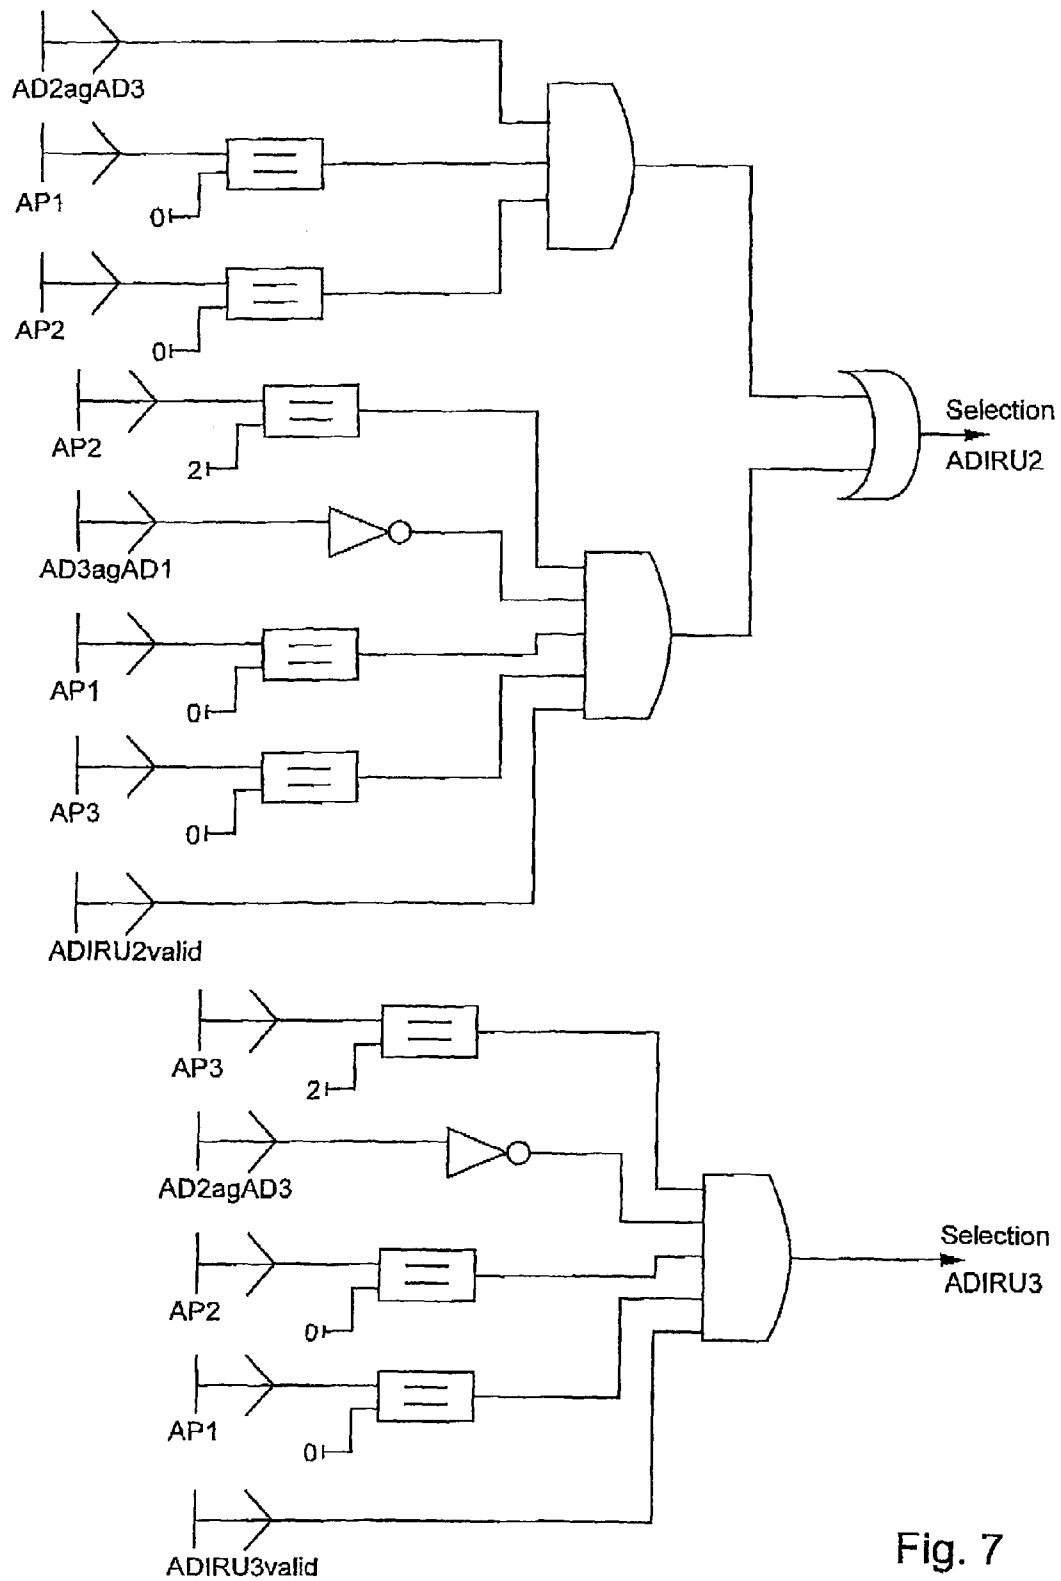 AD2agAD3
AP1
0
AP2
0
AP2
2
Selection
ADIRU2
AD3agAD1
AP1
0
AP3
0
ADIRU2valid
AP3
2
AD2agAD3
AP2
0
Selection
ADIRU3
AP1
0
ADIRU3valid
Fig. 7